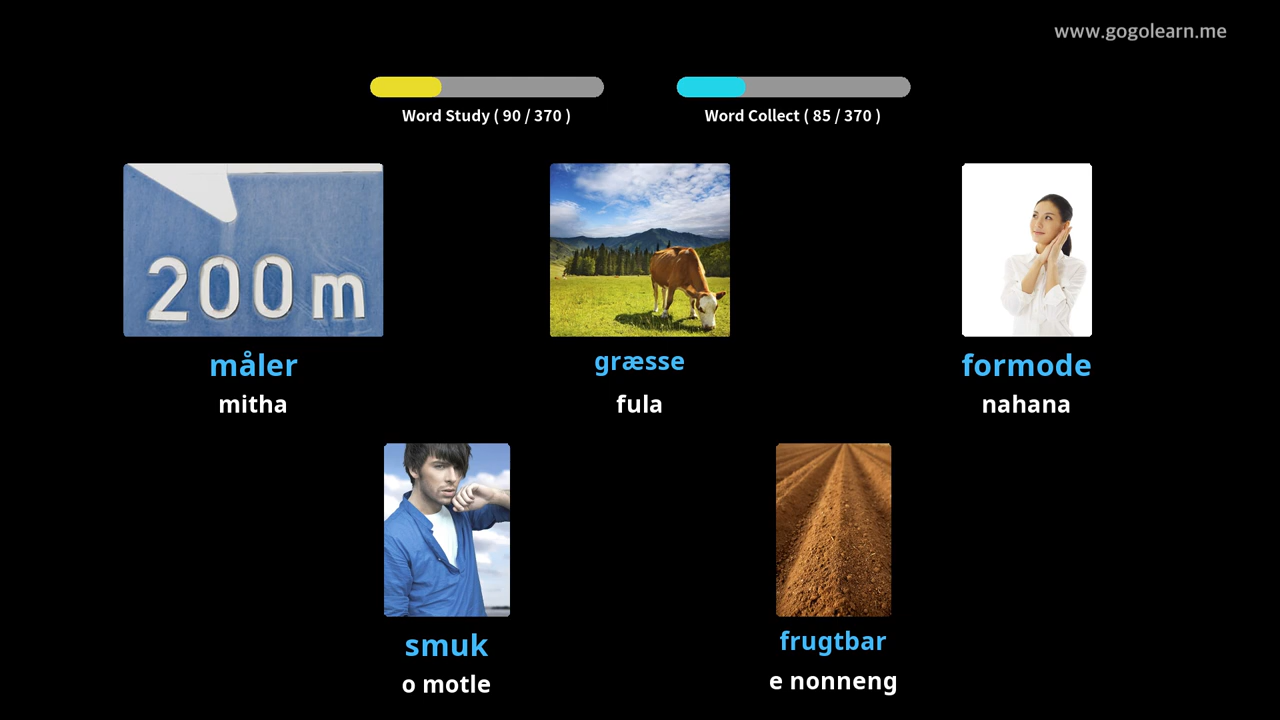 www.gogolearn.me
Word Study ( 90 / 370 )
Word Collect ( 85 / 370 )
200m
måler
mitha
græsse
fula
formode
nahana
smuk
o motle
frugtbar
e nonneng